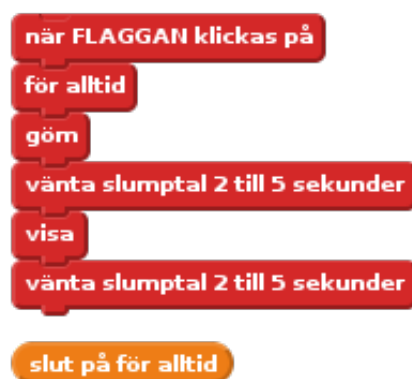 när FLAGGAN klickas på
för alltid
göm
vänta slumptal 2 till 5 sekunder
visa
vänta slumptal 2 till 5 sekunder
slut på för alltid